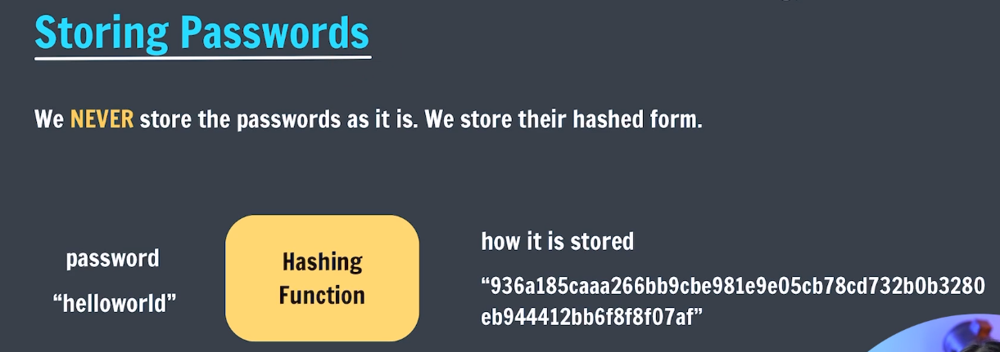 Storing Passwords
We NEVER store the passwords as it is. We store their hashed form.
password
“helloworld”
Hashing
Function
how it is stored
“936a185caaa266bb9cbe981e9e05cb78cd732b0b3280
eb944412bb6f8f8f07af”